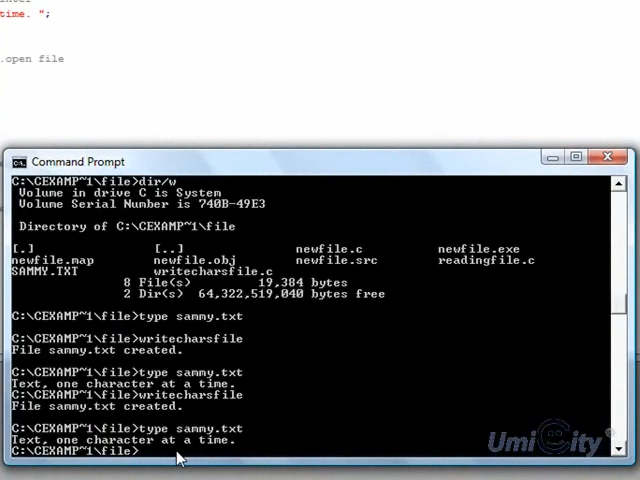 time. ";
.open file
Command Prompt
C:\CEXAMP~1\file>dir/w
Volume in drive C is System
Volume Serial Number is 740B-49E3
Directory of C:\CEXAMP~1\file
[.] [..] newfile.c newfile.exe
newfile.map newfile.obj newfile.src readingfile.c
SAMMY.TXT writecharsfile.c
8 File(s) 19,384 bytes
2 Dir(s) 64,322,519,040 bytes free
C:\CEXAMP~1\file>type sammy.txt
C:\CEXAMP~1\file>writecharsfile
File sammy.txt created.
C:\CEXAMP~1\file>type sammy.txt
Text, one character at a time.
C:\CEXAMP~1\file>writecharsfile
File sammy.txt created.
C:\CEXAMP~1\file>type sammy.txt
Text, one character at a time.
C:\CEXAMP~1\file>
UmiCity